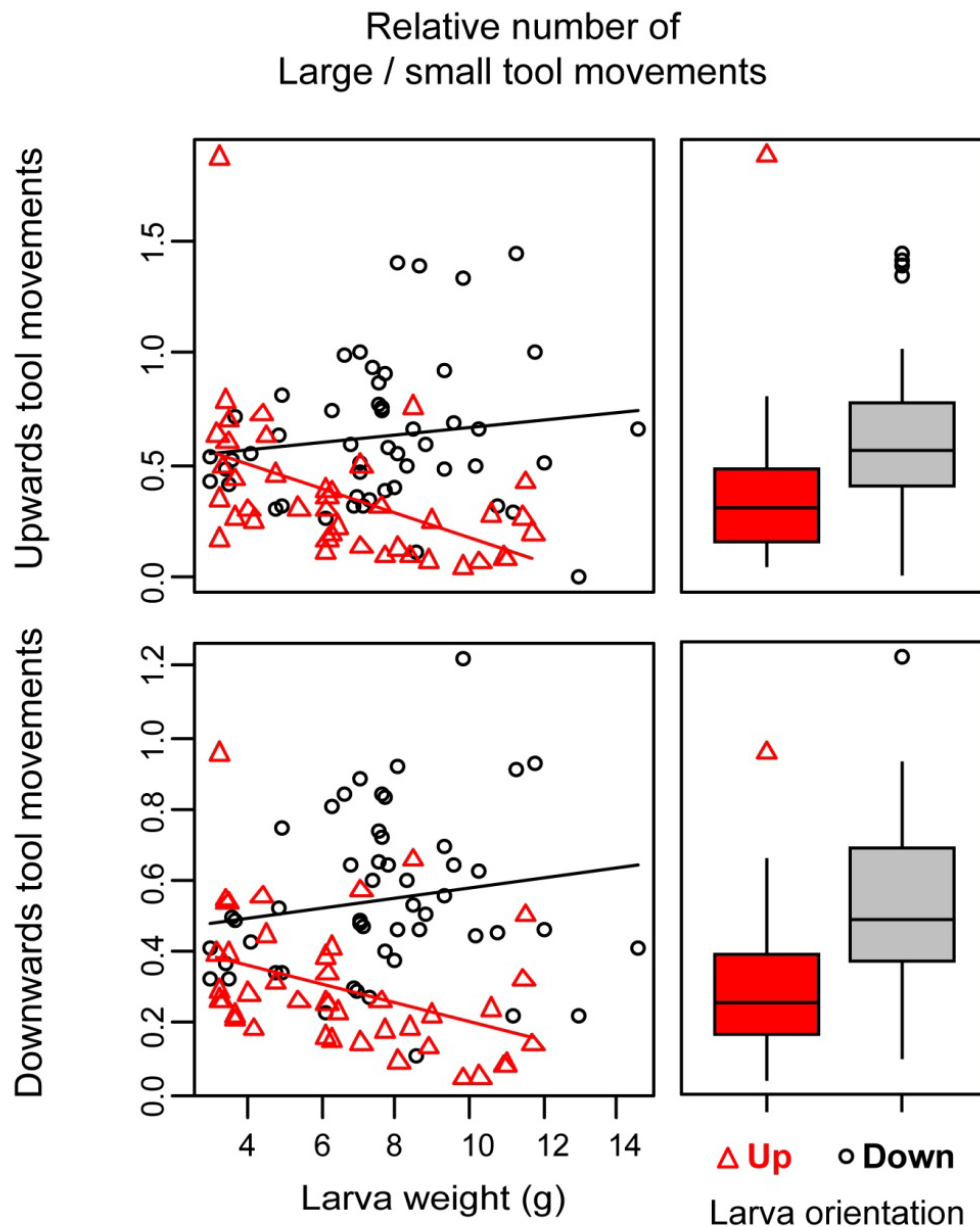 Relative number of
Large / small tool movements
Upwards tool movements
1.5
1.0
0.5
0.0
Downwards tool movements
1.2
1.0
0.8
0.6
0.4
0.2
0.0
4 6 8 10 12 14
Larva weight (g)
Up Down
Larva orientation